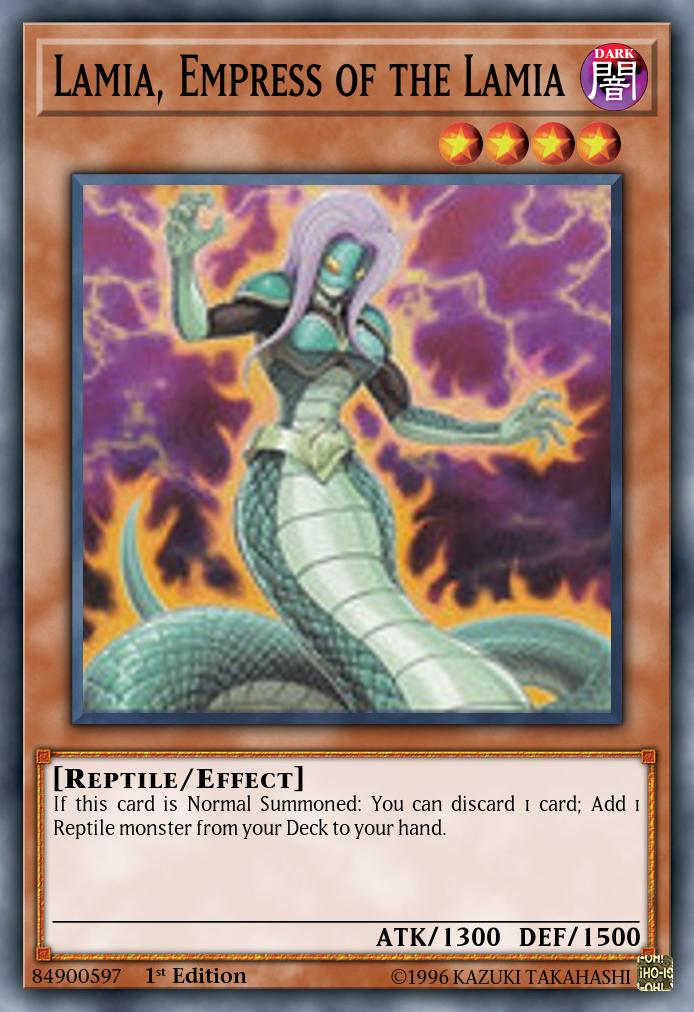 LAMIA, EMPRESS OF THE LAMIA
DARK
闇
[REPTILE/EFFECT]
If this card is Normal Summoned: You can discard 1 card; Add 1
Reptile monster from your Deck to your hand.
ATK/1300 DEF/1500
84900597 1st Edition ©1996 KAZUKI TAKAHASHI